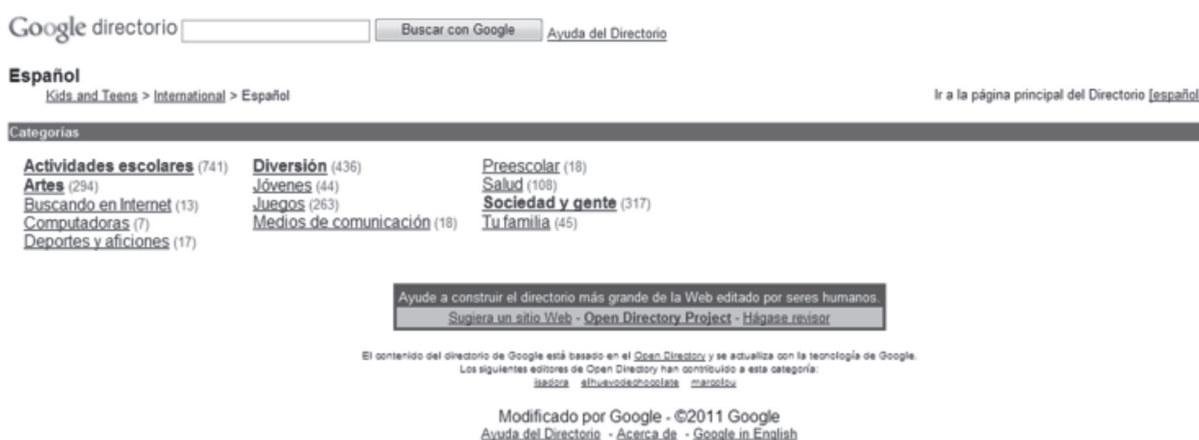 Google directorio Buscar con Google Ayuda del Directorio
Español
Kids and Teens > International > Español
Ir a la página principal del Directorio [español
Categorías
Actividades escolares (741)
Artes (294)
Buscando en Internet (13)
Computadoras (7)
Deportes y aficiones (17)
Diversión (436)
Jóvenes (44)
Juegos (263)
Medios de comunicación (18)
Preescolar (18)
Salud (108)
Sociedad y gente (317)
Tu familia (45)
Ayude a construir el directorio más grande de la Web editado por seres humanos.
Sugiera un sitio Web - Open Directory Project - Hágase revisor
El contenido del directorio de Google está basado en el Open Directory y se actualiza con la tecnología de Google.
Los siguientes editores de Open Directory han contribuido a esta categoría:
isadora elhuevodechocolate marcolou
Modificado por Google - ©2011 Google
Ayuda del Directorio - Acerca de - Google in English